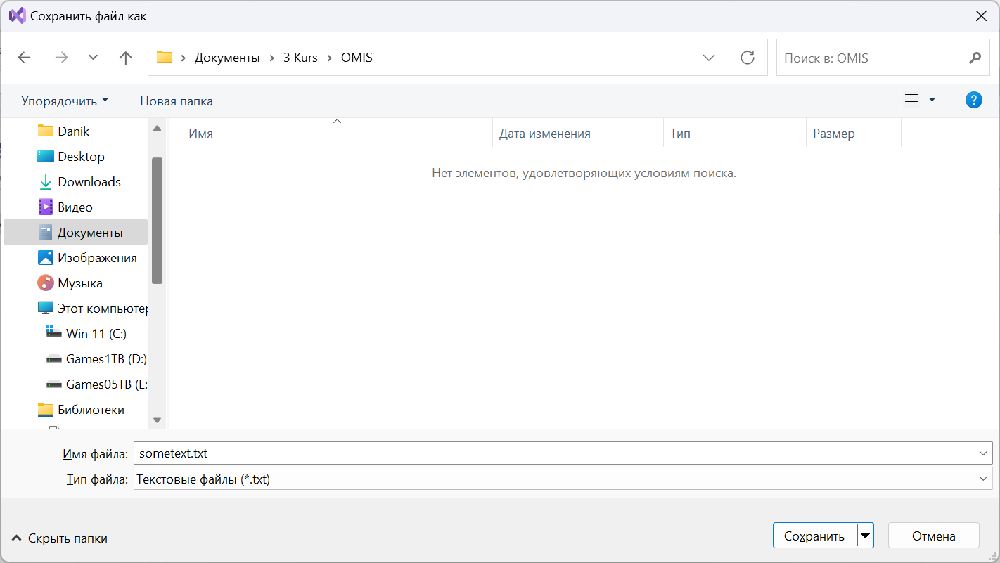 Сохранить файл как
Документы 3 Kurs OMIS
Поиск в: OMIS
Упорядочить Новая папка
?
Имя Дата изменения Тип Размер
Нет элементов, удовлетворяющих условиям поиска.
Danik
Desktop
Downloads
Видео
Документы
Изображения
Музыка
Этот компьютер
Win 11 (C:)
Games1TB (D:)
Games05TB (E:
Библиотеки
Имя файла: sometext.txt
Тип файла: Текстовые файлы (*.txt)
Скрыть папки
Сохранить
Отмена